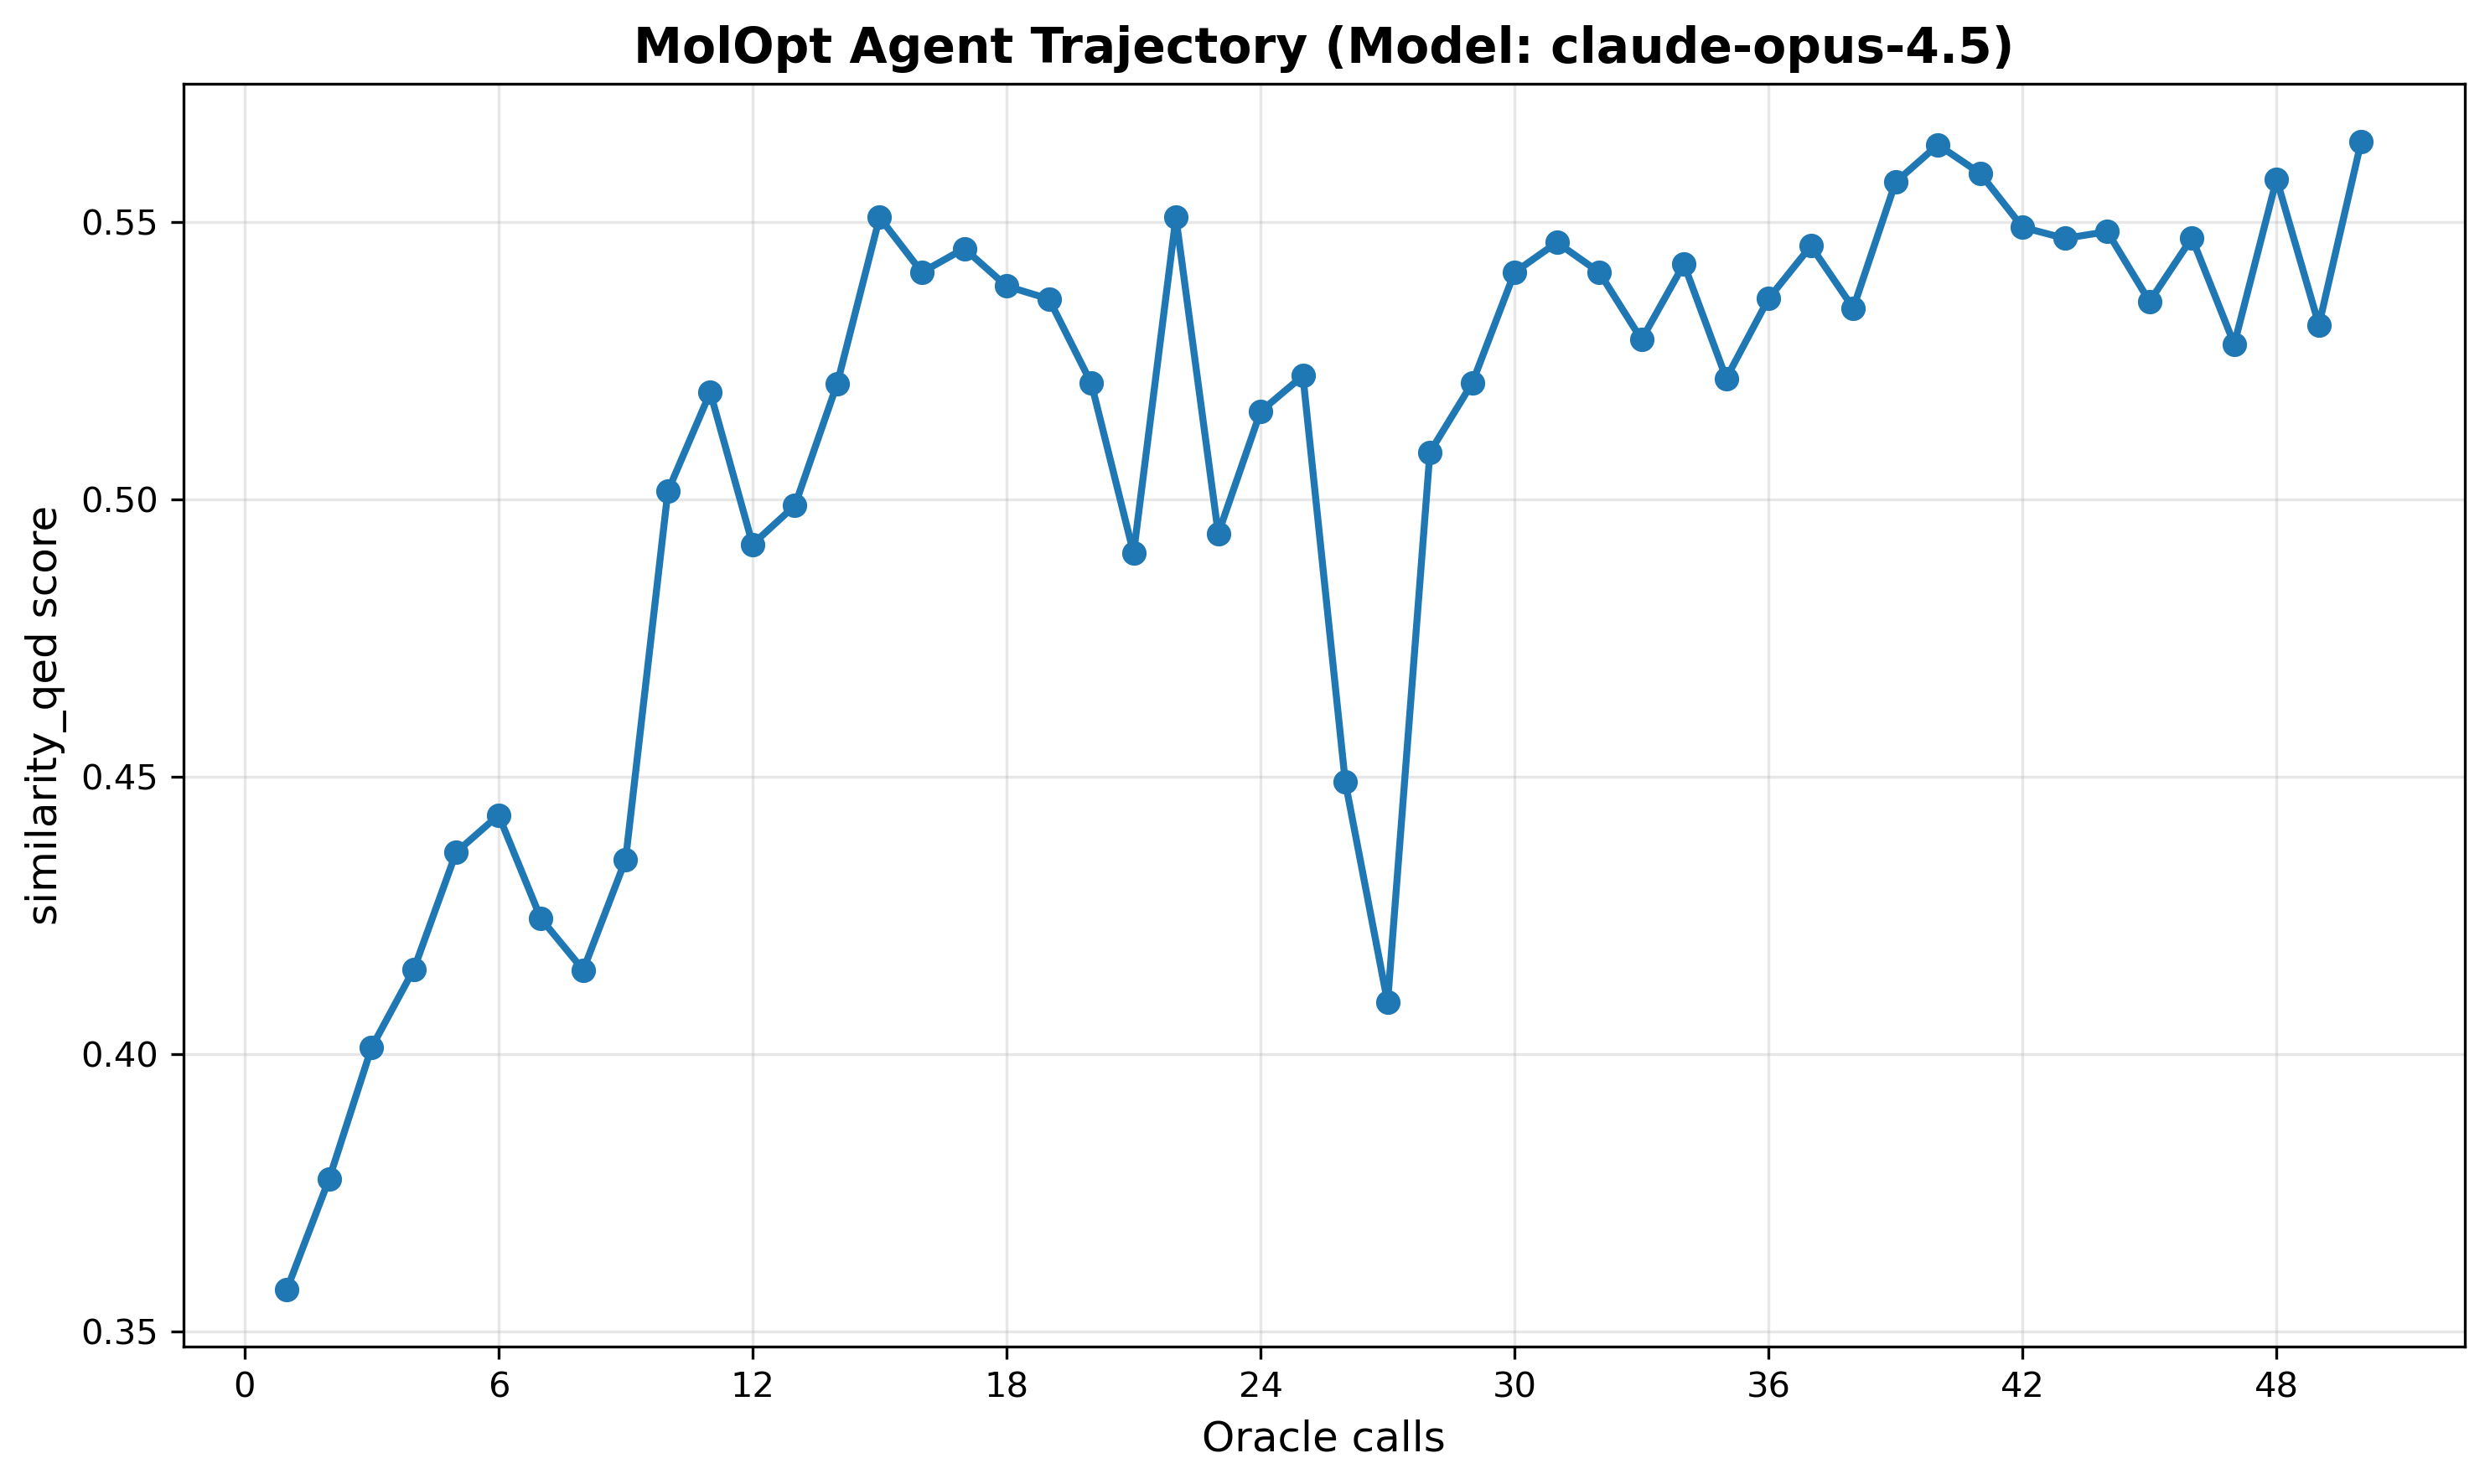 MolOpt Agent Trajectory (Model: claude-opus-4.5)
similarity_qed score
0.55
0.50
0.45
0.40
0.35
0 6 12 18 24 30 36 42 48
Oracle calls